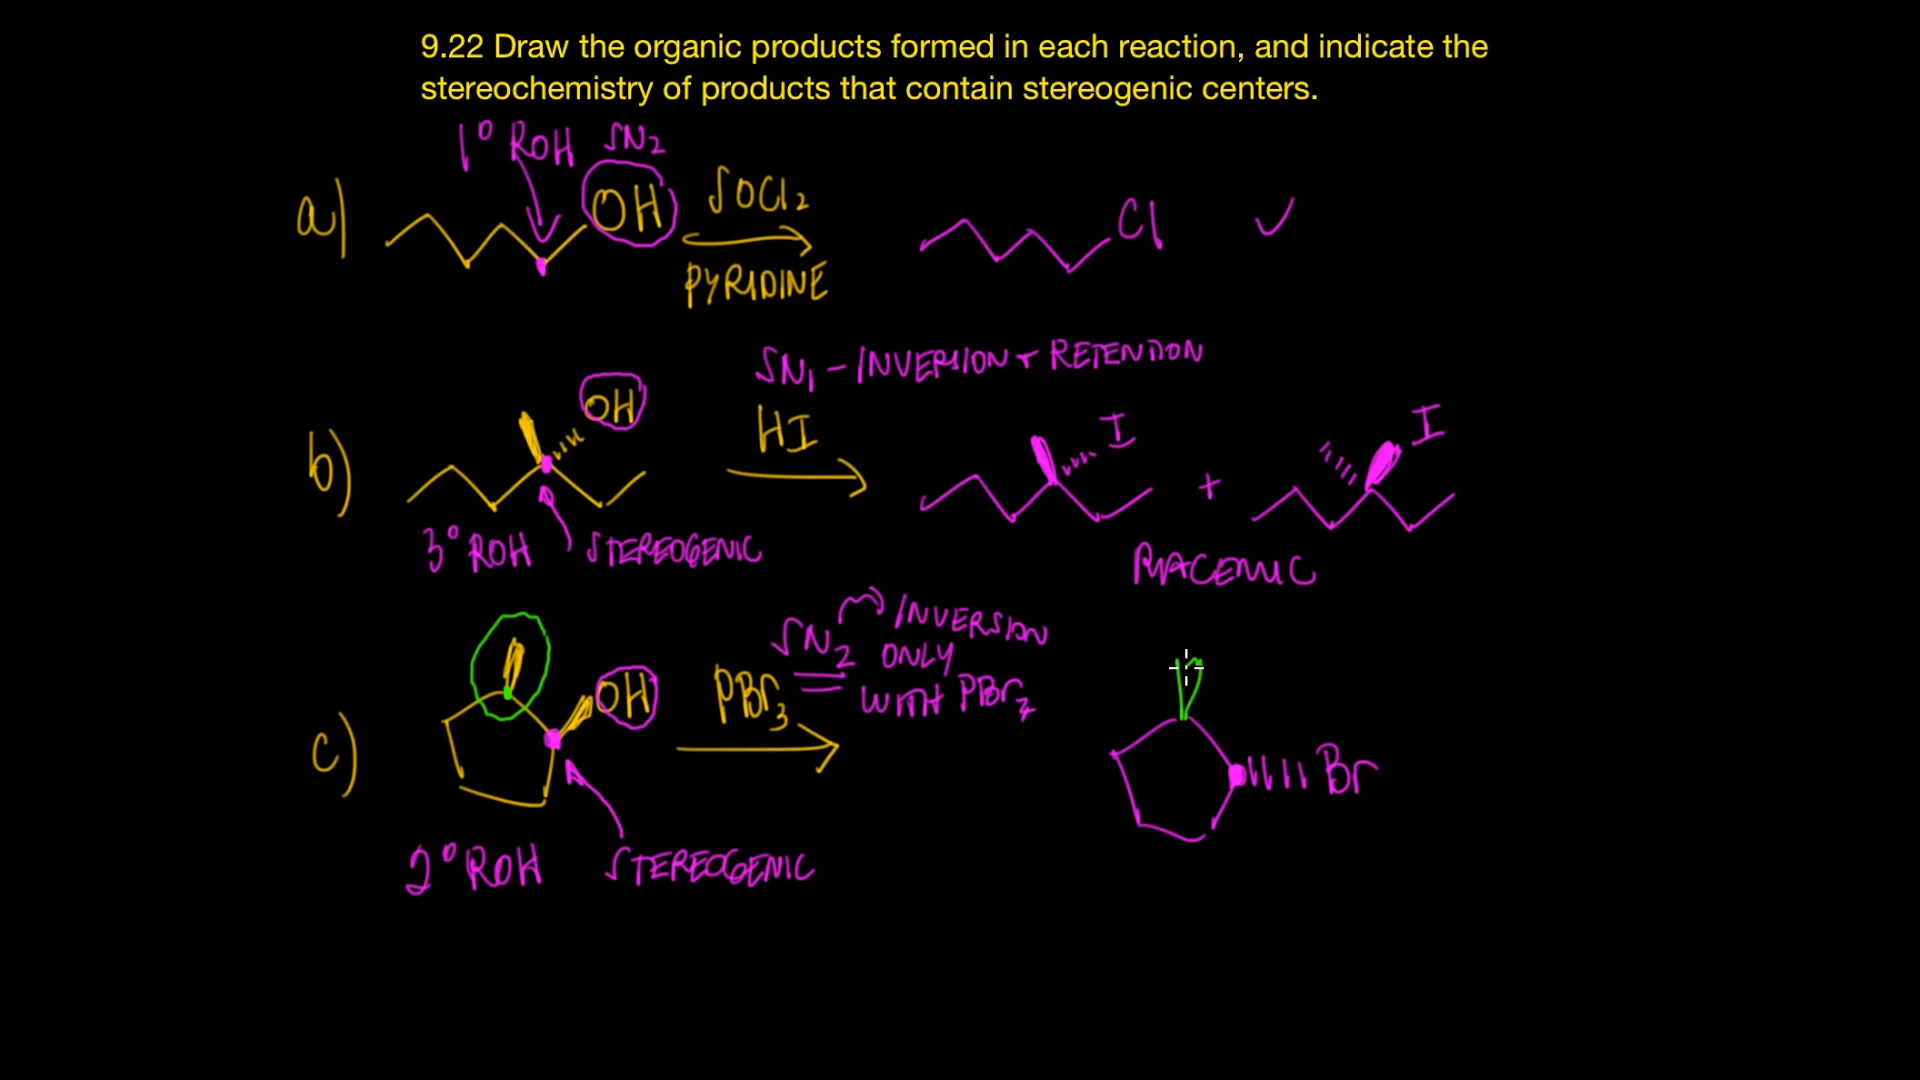 9.22 Draw the organic products formed in each reaction, and indicate the
stereochemistry of products that contain stereogenic centers.
1° ROH SN2
a) OH SOCl2 Cl
PYRIDINE
SN1 - INVERSION + RETENTION
b) OH HI I + I
3° ROH STEREOGENIC
RACEMIC
SN2 INVERSION
ONLY
WITH PBr3
c) OH PBr3 Br
2° ROH STEREOGENIC